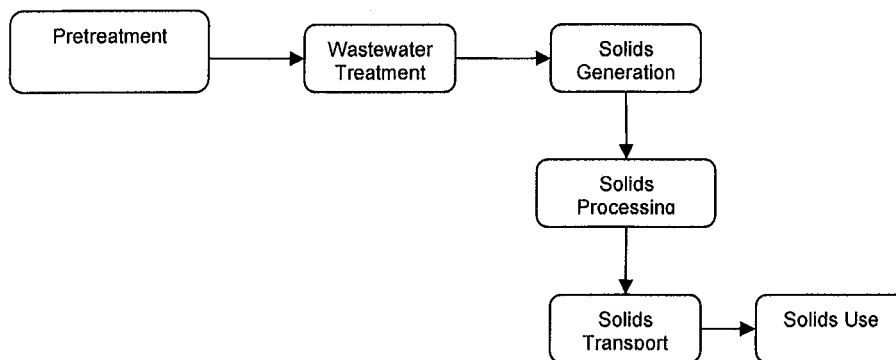 Pretreatment
Wastewater
Treatment
Solids
Generation
Solids
Processing
Solids
Transport
Solids Use